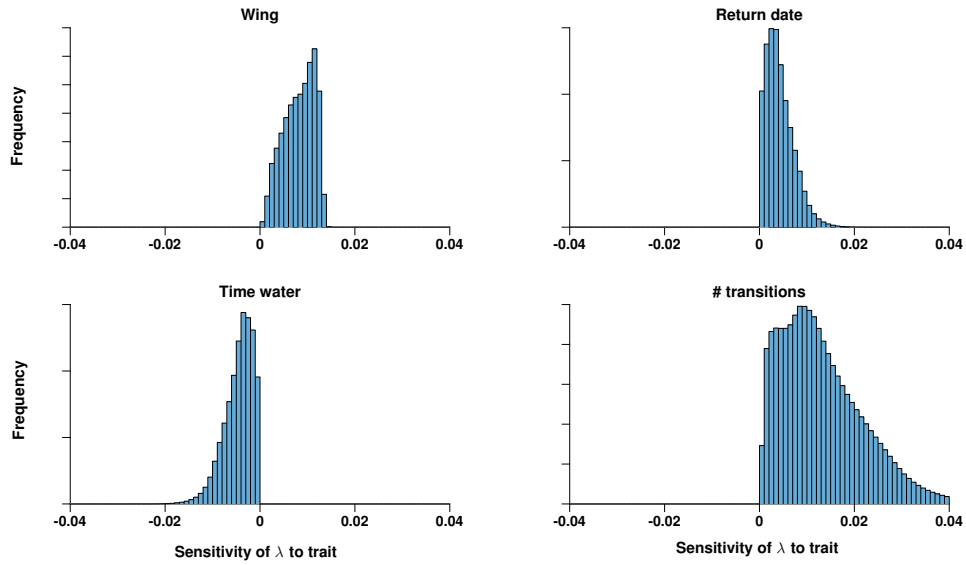 Wing
Frequency
-0.04 -0.02 0 0.02 0.04
Return date
-0.04 -0.02 0 0.02 0.04
Time water
Frequency
-0.04 -0.02 0 0.02 0.04
Sensitivity of λ to trait
# transitions
-0.04 -0.02 0 0.02 0.04
Sensitivity of λ to trait